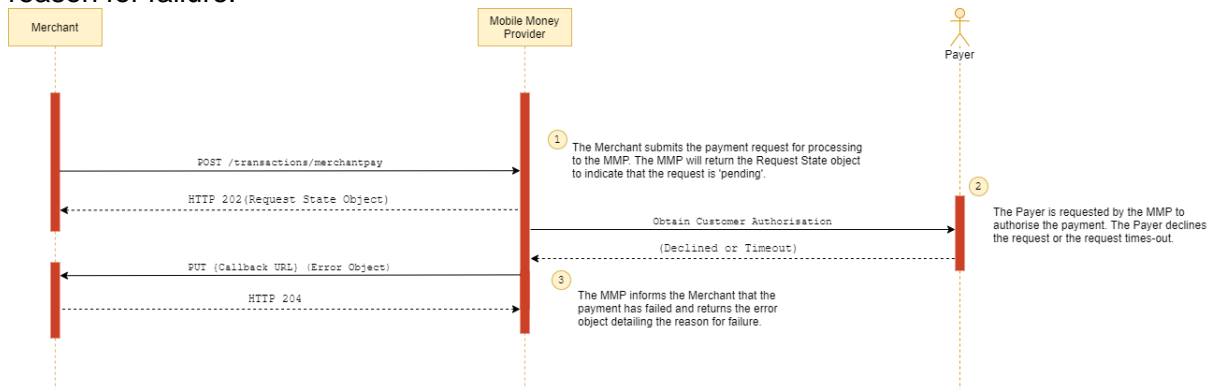 reason for failure.
Merchant
Mobile Money
Provider
Payer
1
The Merchant submits the payment request for processing
to the MMP. The MMP will return the Request State object
to indicate that the request is 'pending'.
POST /transactions/merchantpay
2
HTTP 202(Request State Object)
The Payer is requested by the MMP to
authorise the payment. The Payer declines
the request or the request times-out.
Obtain Customer Authorisation
(Declined or Timeout)
PUT {Callback URL} (Error Object)
3
The MMP informs the Merchant that the
payment has failed and returns the error
object detailing the reason for failure.
HTTP 204